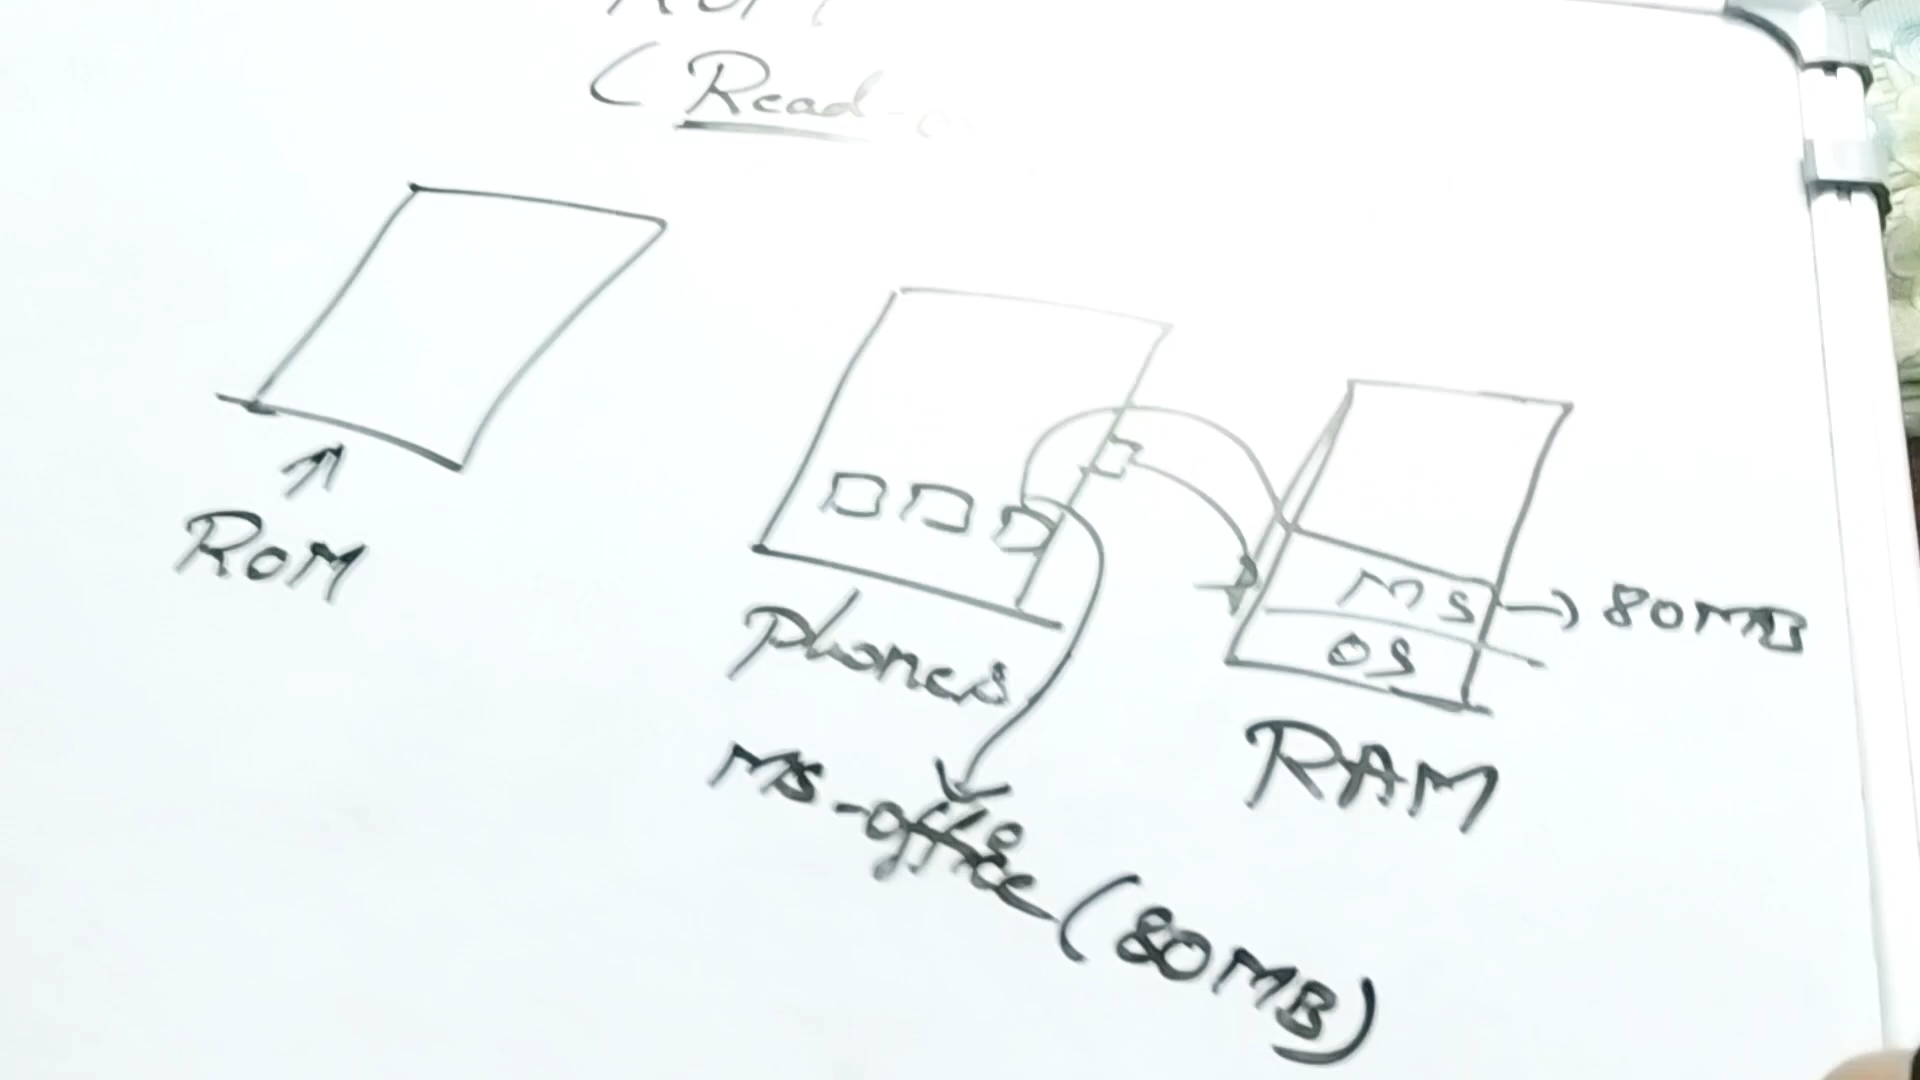 (Read-
ROM
phones
MS
OS
→ 80MB
RAM
MS-office (80MB)